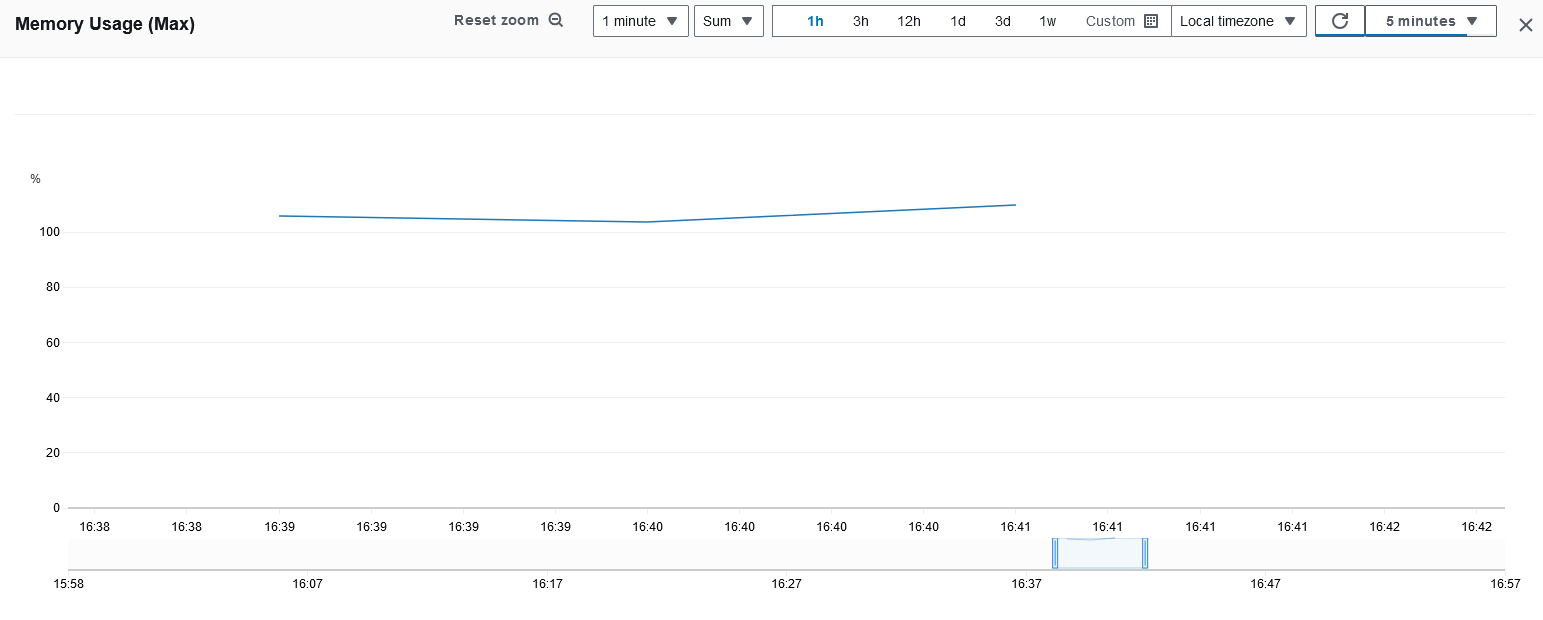 Memory Usage (Max)
Reset zoom
1 minute
Sum
1h 3h 12h 1d 3d 1w Custom
Local timezone
5 minutes
%
100
80
60
40
20
0
16:38 16:38 16:39 16:39 16:39 16:39 16:40 16:40 16:40 16:40 16:41 16:41 16:41 16:41 16:42 16:42
15:58 16:07 16:17 16:27 16:37 16:47 16:57